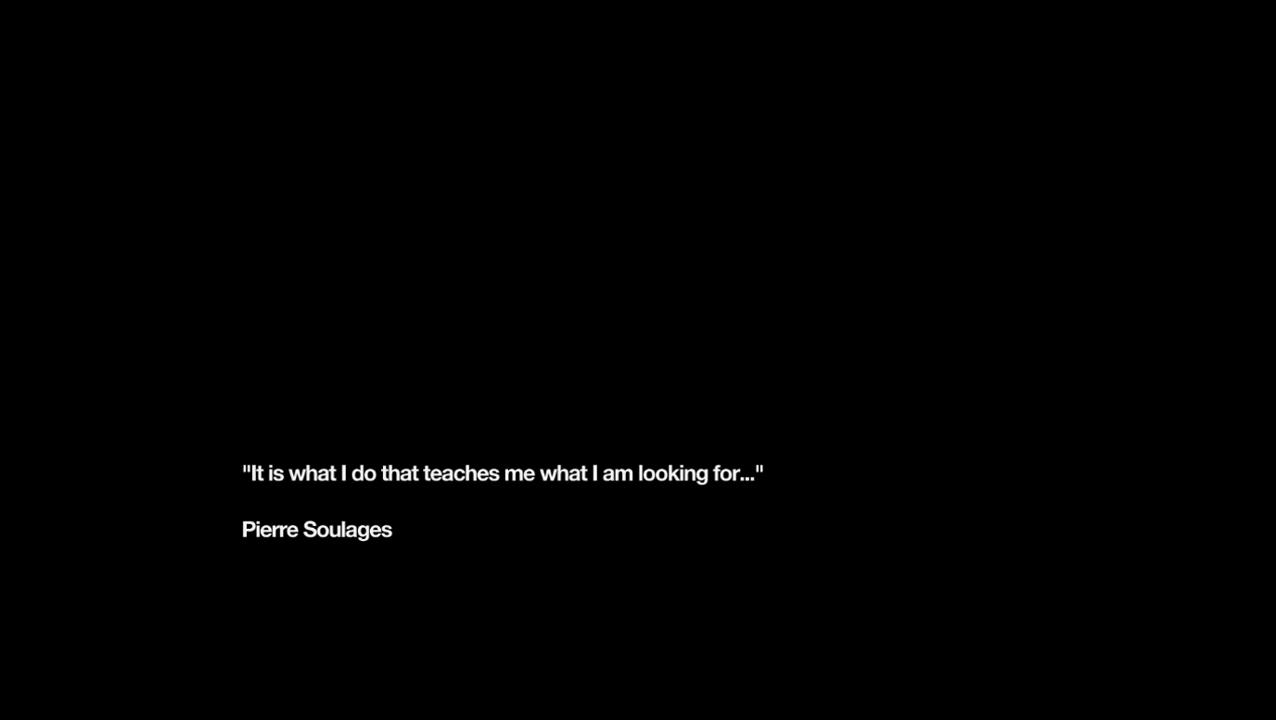 "It is what I do that teaches me what I am looking for..."
Pierre Soulages